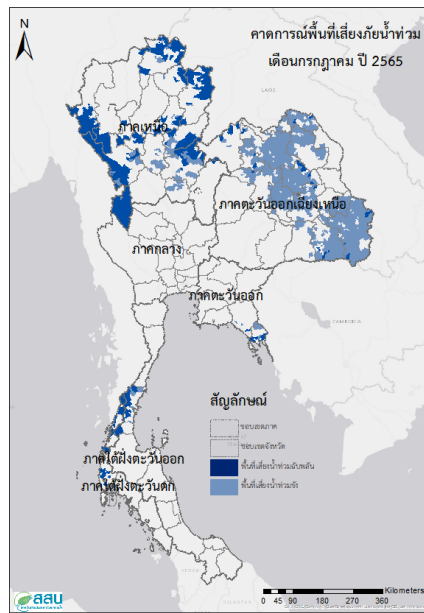 คาดการณ์พื้นที่เสี่ยงภัยน้ำท่วม
เดือนกรกฎาคม ปี 2565
N
LAOS
ภาคเหนือ
ภาคตะวันออกเฉียงเหนือ
ภาคกลาง
ภาคตะวันออก
CAMBODIA
สัญลักษณ์
ขอบเขตภาค
ขอบเขตจังหวัด
พื้นที่เสี่ยงน้ำท่วมฉับพลัน
พื้นที่เสี่ยงน้ำท่วมขัง
ภาคใต้ฝั่งตะวันออก
ภาคใต้ฝั่งตะวันตก
สสน
Kilometers
0 45 90 180 270 360